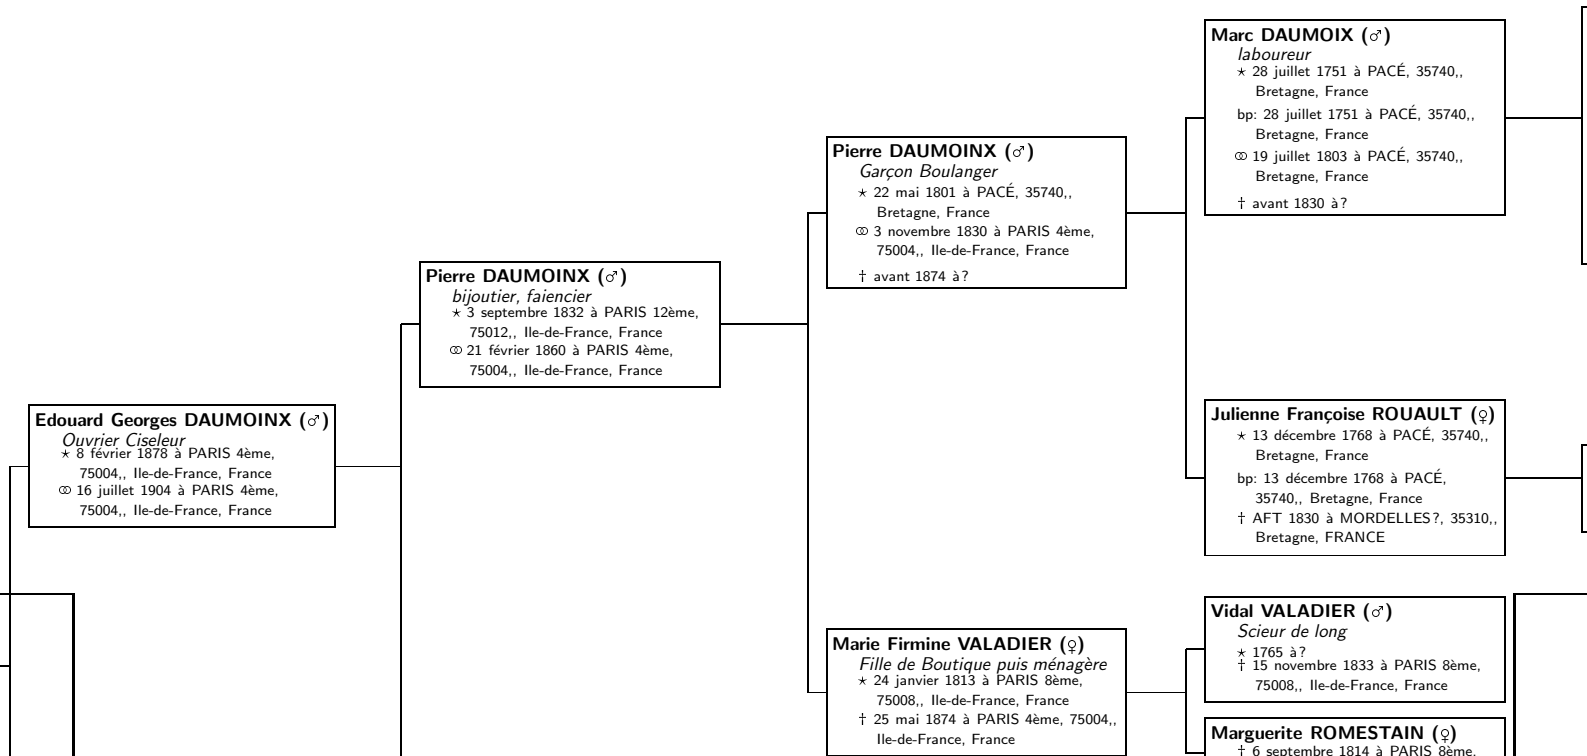 Marc DAUMOIX (♂)
laboureur
⋆ 28 juillet 1751 à PACÉ, 35740,,
Bretagne, France
bp: 28 juillet 1751 à PACÉ, 35740,,
Bretagne, France
⚭ 19 juillet 1803 à PACÉ, 35740,,
Bretagne, France
† avant 1830 à?
Pierre DAUMOINX (♂)
Garçon Boulanger
⋆ 22 mai 1801 à PACÉ, 35740,,
Bretagne, France
⚭ 3 novembre 1830 à PARIS 4ème,
75004,, Ile-de-France, France
† avant 1874 à?
Pierre DAUMOINX (♂)
bijoutier, faiencier
⋆ 3 septembre 1832 à PARIS 12ème,
75012,, Ile-de-France, France
⚭ 21 février 1860 à PARIS 4ème,
75004,, Ile-de-France, France
Edouard Georges DAUMOINX (♂)
Ouvrier Ciseleur
⋆ 8 février 1878 à PARIS 4ème,
75004,, Ile-de-France, France
⚭ 16 juillet 1904 à PARIS 4ème,
75004,, Ile-de-France, France
Julienne Françoise ROUAULT (♀)
⋆ 13 décembre 1768 à PACÉ, 35740,,
Bretagne, France
bp: 13 décembre 1768 à PACÉ,
35740,, Bretagne, France
† AFT 1830 à MORDELLES?, 35310,,
Bretagne, FRANCE
Vidal VALADIER (♂)
Scieur de long
⋆ 1765 à?
† 15 novembre 1833 à PARIS 8ème,
75008,, Ile-de-France, France
Marie Firmine VALADIER (♀)
Fille de Boutique puis ménagère
⋆ 24 janvier 1813 à PARIS 8ème,
75008,, Ile-de-France, France
† 25 mai 1874 à PARIS 4ème, 75004,,
Ile-de-France, France
Marguerite ROMESTAIN (♀)
† 6 septembre 1814 à PARIS 8ème,